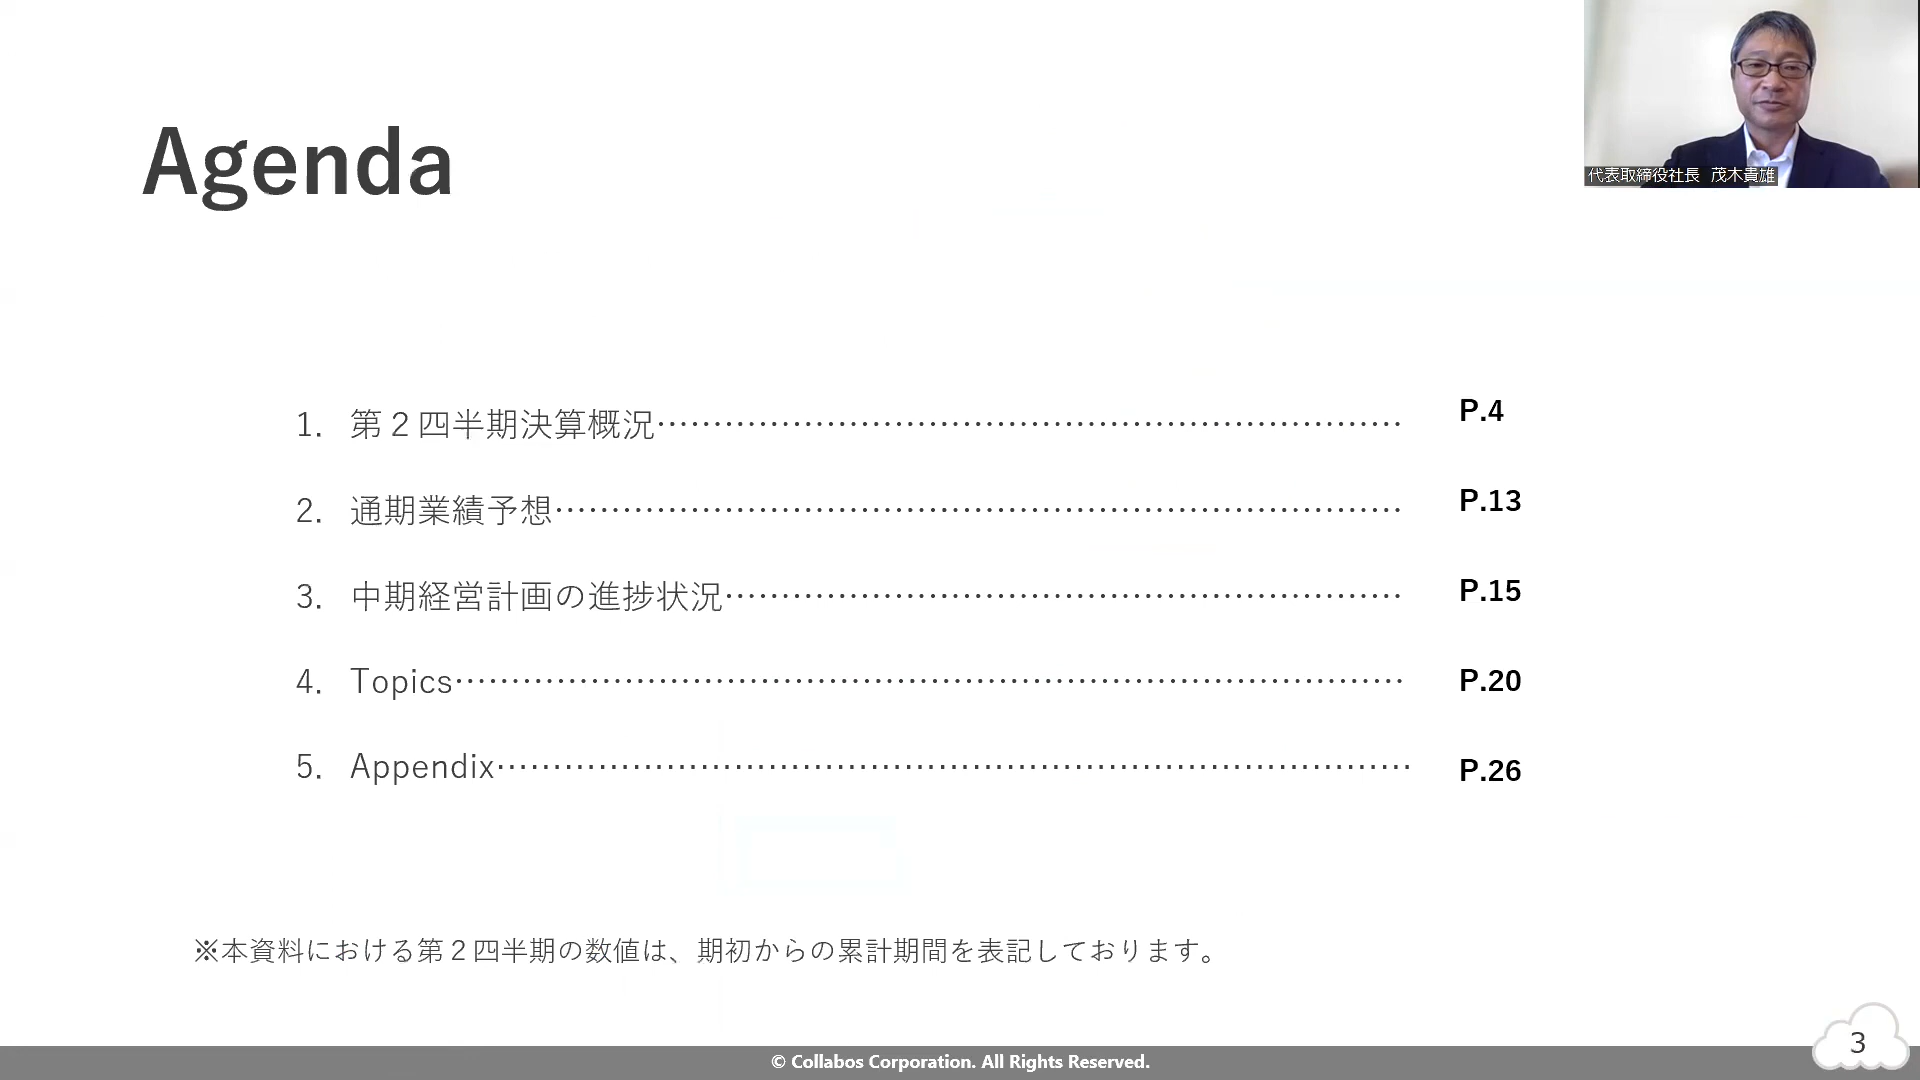 Agenda
代表取締役社長 茂木貴雄
1. 第２四半期決算概況…………………………………………………………… P.4
2. 通期業績予想…………………………………………………………………… P.13
3. 中期経営計画の進捗状況……………………………………………………… P.15
4. Topics…………………………………………………………………………… P.20
5. Appendix………………………………………………………………………… P.26
※本資料における第２四半期の数値は、期初からの累計期間を表記しております。
© Collabos Corporation. All Rights Reserved.
3